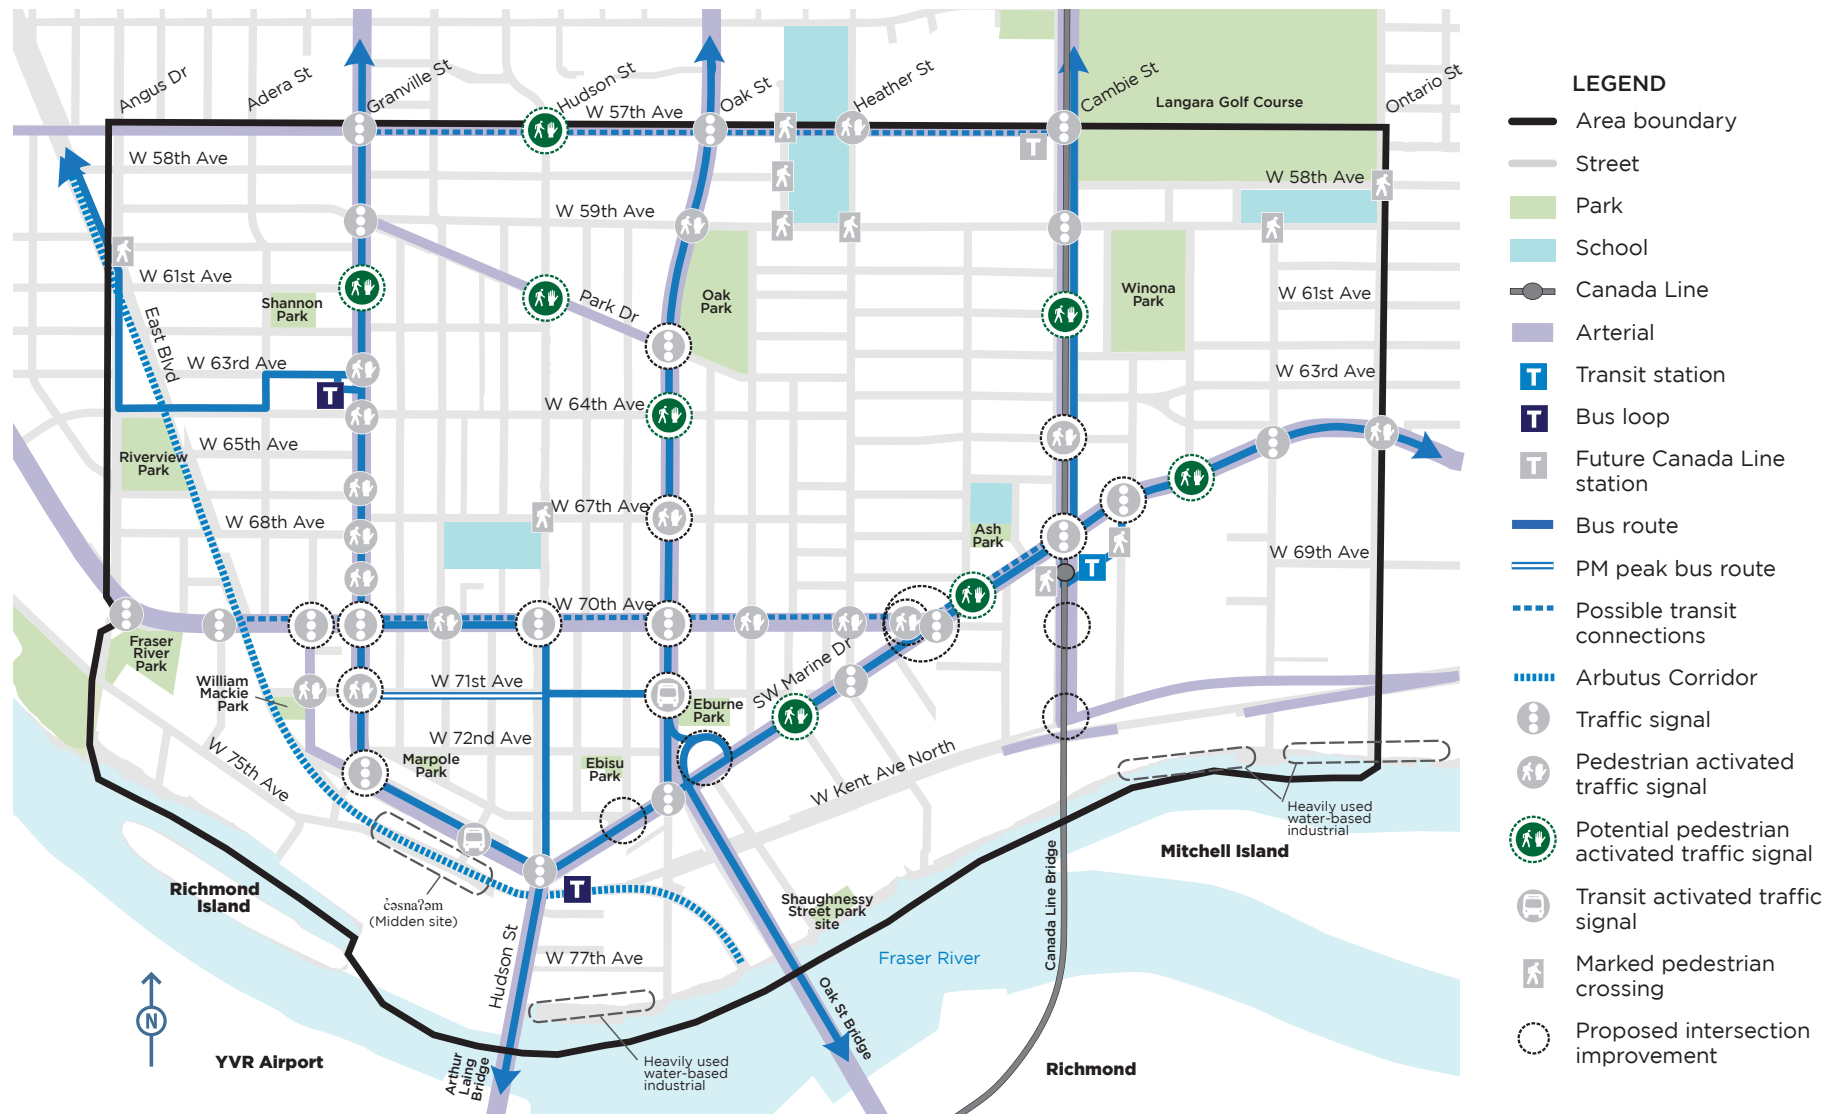 Angus Dr
Adera St
Granville St
Hudson St
Oak St
Heather St
Cambie St
Ontario St
W 57th Ave
Langara Golf Course
W 58th Ave
W 58th Ave
W 59th Ave
W 61st Ave
Shannon
Park
Park Dr
Oak
Park
Winona
Park
W 61st Ave
East Blvd
W 63rd Ave
T
W 63rd Ave
W 64th Ave
W 65th Ave
Riverview
Park
W 67th Ave
W 68th Ave
Ash
Park
W 69th Ave
T
T
W 70th Ave
Fraser
River
Park
William
Mackie
Park
W 71st Ave
SW Marine Dr
Eburne
Park
W 72nd Ave
Marpole
Park
Ebisu
Park
W 75th Ave
W Kent Ave North
Heavily used
water-based
industrial
Mitchell Island
Canada Line Bridge
Richmond
Island
c̓əsnaʔəm
(Midden site)
T
Shaughnessy
Street park
site
Hudson St
W 77th Ave
Fraser River
Oak St Bridge
N
YVR Airport
Arthur
Laing
Bridge
Heavily used
water-based
industrial
Richmond
LEGEND
Area boundary
Street
Park
School
Canada Line
Arterial
T Transit station
T Bus loop
T Future Canada Line
station
Bus route
PM peak bus route
Possible transit
connections
Arbutus Corridor
Traffic signal
Pedestrian activated
traffic signal
Potential pedestrian
activated traffic signal
Transit activated traffic
signal
Marked pedestrian
crossing
Proposed intersection
improvement